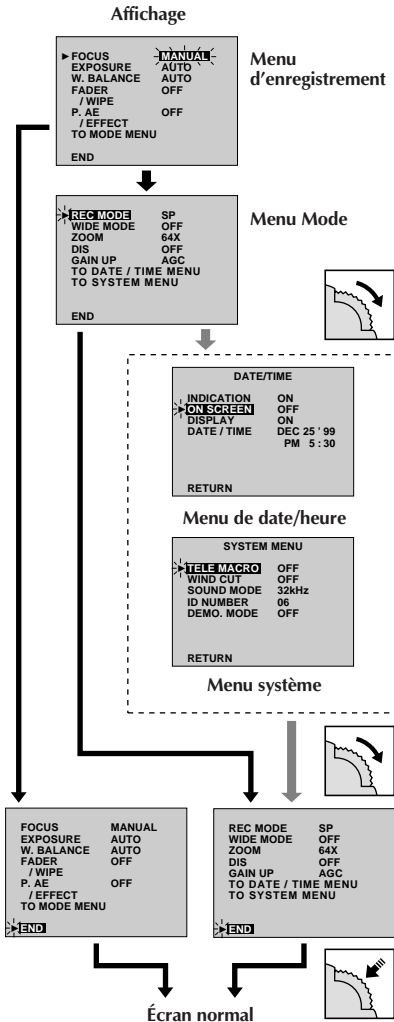 Affichage
FOCUS MANUAL
EXPOSURE AUTO
W. BALANCE AUTO
FADER OFF
/ WIPE
P. AE OFF
/ EFFECT
TO MODE MENU
END
Menu
d'enregistrement
REC MODE SP
WIDE MODE OFF
ZOOM 64X
DIS OFF
GAIN UP AGC
TO DATE / TIME MENU
TO SYSTEM MENU
END
Menu Mode
DATE/TIME
INDICATION ON
ON SCREEN OFF
DISPLAY ON
DATE / TIME DEC 25 ' 99
PM 5 : 30
RETURN
Menu de date/heure
SYSTEM MENU
TELE MACRO OFF
WIND CUT OFF
SOUND MODE 32kHz
ID NUMBER 06
DEMO. MODE OFF
RETURN
Menu système
FOCUS MANUAL
EXPOSURE AUTO
W. BALANCE AUTO
FADER OFF
/ WIPE
P. AE OFF
/ EFFECT
TO MODE MENU
END
REC MODE SP
WIDE MODE OFF
ZOOM 64X
DIS OFF
GAIN UP AGC
TO DATE / TIME MENU
TO SYSTEM MENU
END
Écran normal